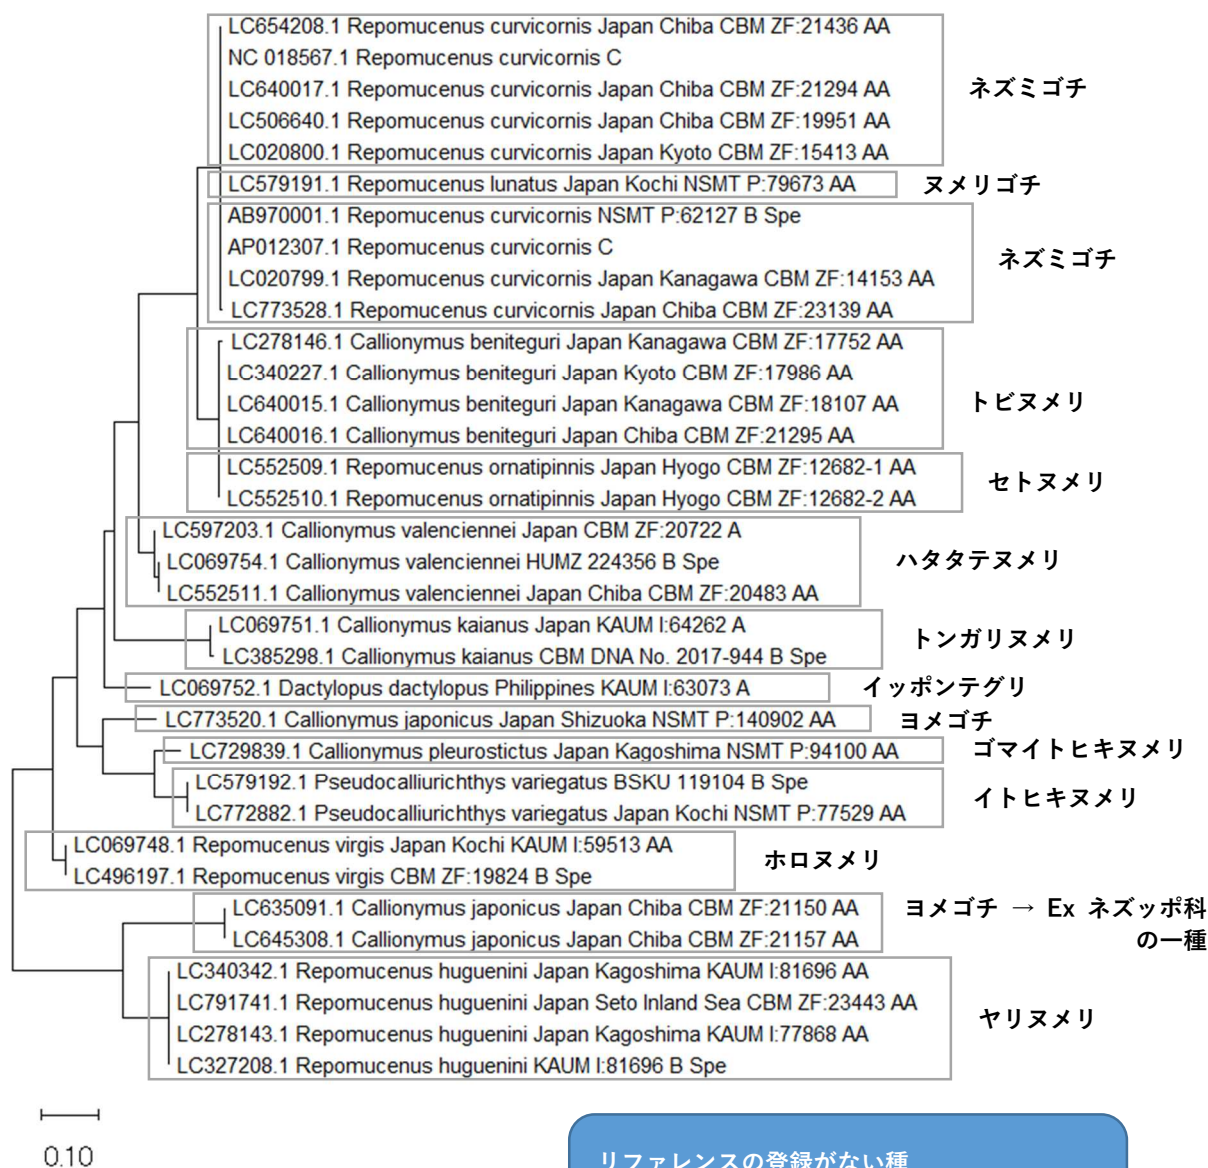 LC654208.1 Repomucenus curvicornis Japan Chiba CBM ZF:21436 AA
NC 018567.1 Repomucenus curvicornis C
LC640017.1 Repomucenus curvicornis Japan Chiba CBM ZF:21294 AA
ネズミゴチ
LC506640.1 Repomucenus curvicornis Japan Chiba CBM ZF:19951 AA
LC020800.1 Repomucenus curvicornis Japan Kyoto CBM ZF:15413 AA
LC579191.1 Repomucenus lunatus Japan Kochi NSMT P:79673 AA
ヌメリゴチ
AB970001.1 Repomucenus curvicornis NSMT P:62127 B Spe
AP012307.1 Repomucenus curvicornis C
ネズミゴチ
LC020799.1 Repomucenus curvicornis Japan Kanagawa CBM ZF:14153 AA
LC773528.1 Repomucenus curvicornis Japan Chiba CBM ZF:23139 AA
LC278146.1 Callionymus beniteguri Japan Kanagawa CBM ZF:17752 AA
LC340227.1 Callionymus beniteguri Japan Kyoto CBM ZF:17986 AA
LC640015.1 Callionymus beniteguri Japan Kanagawa CBM ZF:18107 AA
トビヌメリ
LC640016.1 Callionymus beniteguri Japan Chiba CBM ZF:21295 AA
LC552509.1 Repomucenus ornatipinnis Japan Hyogo CBM ZF:12682-1 AA
セトヌメリ
LC552510.1 Repomucenus ornatipinnis Japan Hyogo CBM ZF:12682-2 AA
LC597203.1 Callionymus valenciennei Japan CBM ZF:20722 A
LC069754.1 Callionymus valenciennei HUMZ 224356 B Spe
ハタタテヌメリ
LC552511.1 Callionymus valenciennei Japan Chiba CBM ZF:20483 AA
LC069751.1 Callionymus kaianus Japan KAUM I:64262 A
トンガリヌメリ
LC385298.1 Callionymus kaianus CBM DNA No. 2017-944 B Spe
LC069752.1 Dactylopus dactylopus Philippines KAUM I:63073 A
イッポンテグリ
LC773520.1 Callionymus japonicus Japan Shizuoka NSMT P:140902 AA
ヨメゴチ
LC729839.1 Callionymus pleurostictus Japan Kagoshima NSMT P:94100 AA
ゴマイトヒキヌメリ
LC579192.1 Pseudocalliurichthys variegatus BSKU 119104 B Spe
イトヒキヌメリ
LC772882.1 Pseudocalliurichthys variegatus Japan Kochi NSMT P:77529 AA
LC069748.1 Repomucenus virgis Japan Kochi KAUM I:59513 AA
ホロヌメリ
LC496197.1 Repomucenus virgis CBM ZF:19824 B Spe
LC635091.1 Callionymus japonicus Japan Chiba CBM ZF:21150 AA
ヨメゴチ → Ex ネズッポ科
の一種
LC645308.1 Callionymus japonicus Japan Chiba CBM ZF:21157 AA
LC340342.1 Repomucenus huguenini Japan Kagoshima KAUM I:81696 AA
LC791741.1 Repomucenus huguenini Japan Seto Inland Sea CBM ZF:23443 AA
ヤリヌメリ
LC278143.1 Repomucenus huguenini Japan Kagoshima KAUM I:77868 AA
LC327208.1 Repomucenus huguenini KAUM I:81696 B Spe
0.10
リファレンスの登録がない種